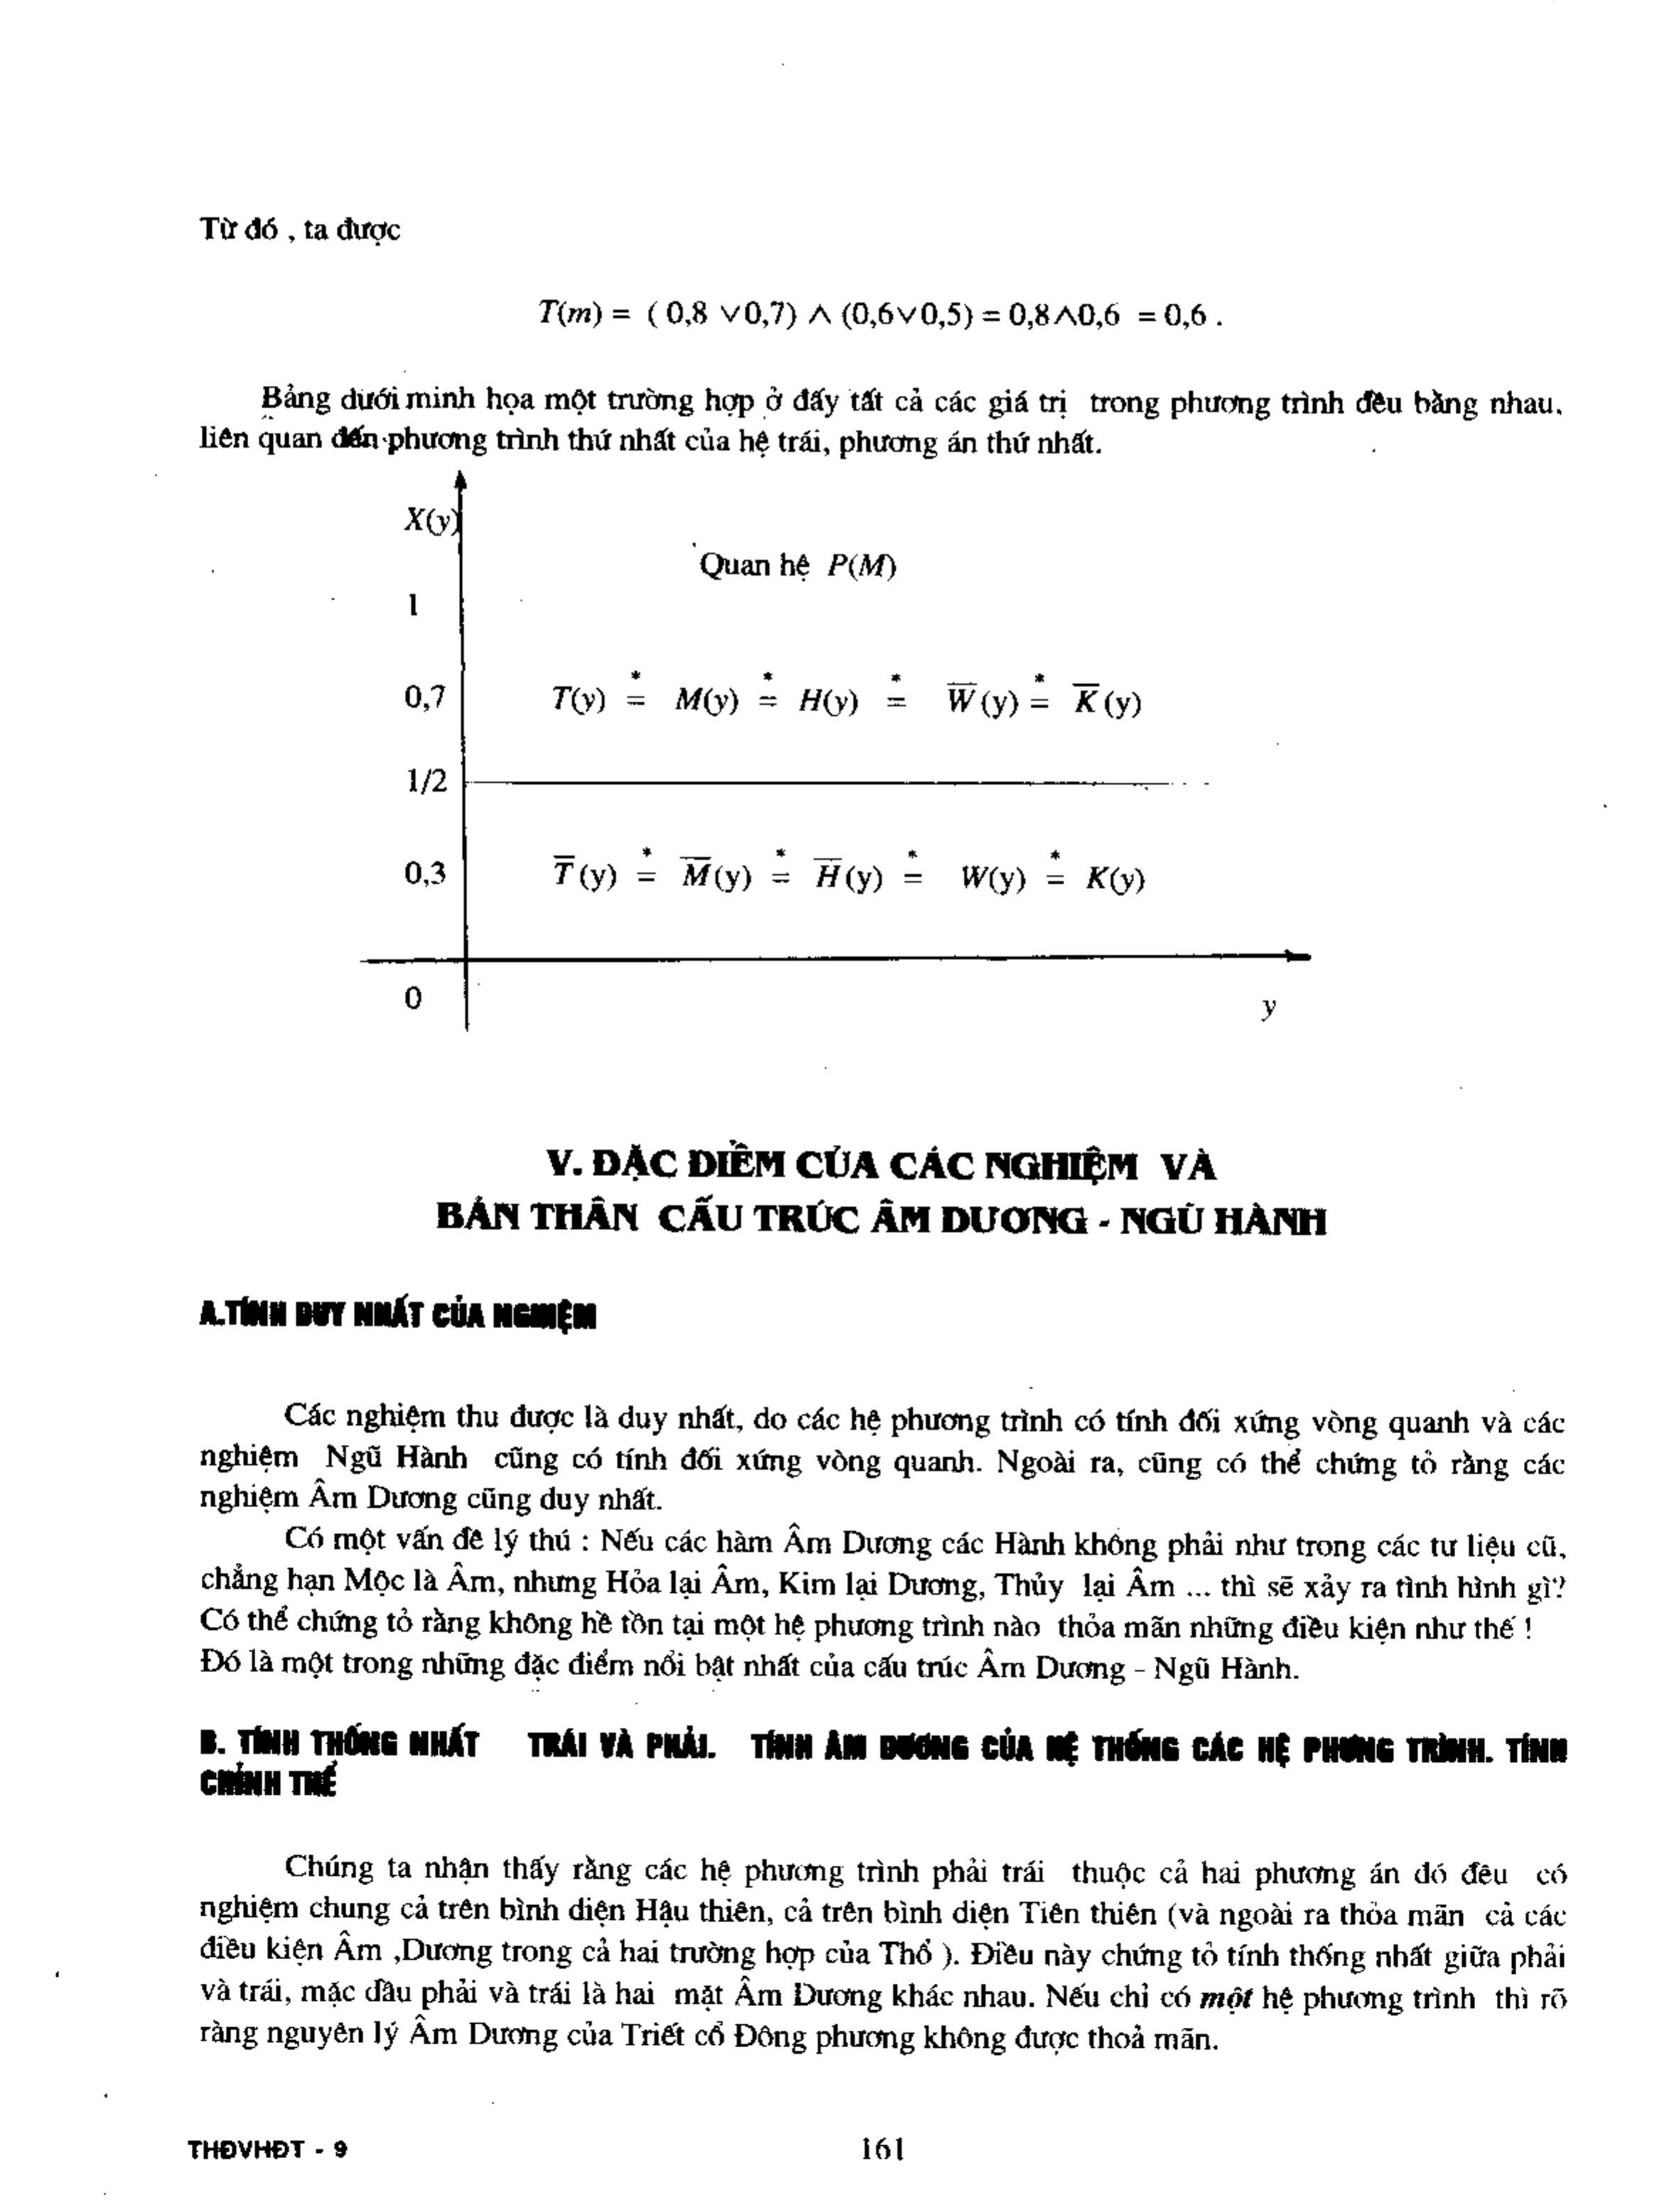 Từ đó , ta được
T(m) = ( 0,8 ∨0,7) ∧ (0,6∨0,5) = 0,8∧0,6 = 0,6 .
Bảng dưới minh họa một trường hợp ở đấy tất cả các giá trị trong phương trình đều bằng nhau.
liên quan đến phương trình thứ nhất của hệ trái, phương án thứ nhất.
X(y)
Quan hệ P(M)
1
0,7 T(y) =* M(y) =* H(y) =* W̅(y) =* K̅(y)
1/2
0,3 T̅(y) =* M̅(y) =* H̅(y) =* W(y) =* K(y)
0 y
V. ĐẶC ĐIỂM CỦA CÁC NGHIỆM VÀ
BẢN THÂN CẤU TRÚC ÂM DƯƠNG - NGŨ HÀNH
A.TÍNH DUY NHẤT CỦA NGHIỆM
Các nghiệm thu được là duy nhất, do các hệ phương trình có tính đối xứng vòng quanh và các
nghiệm Ngũ Hành cũng có tính đối xứng vòng quanh. Ngoài ra, cũng có thể chứng tỏ rằng các
nghiệm Âm Dương cũng duy nhất.
Có một vấn đề lý thú : Nếu các hàm Âm Dương các Hành không phải như trong các tư liệu cũ,
chẳng hạn Mộc là Âm, nhưng Hỏa lại Âm, Kim lại Dương, Thủy lại Âm ... thì sẽ xảy ra tình hình gì?
Có thể chứng tỏ rằng không hề tồn tại một hệ phương trình nào thỏa mãn những điều kiện như thế !
Đó là một trong những đặc điểm nổi bật nhất của cấu trúc Âm Dương - Ngũ Hành.
B. TÍNH THỐNG NHẤT TRÁI VÀ PHẢI. TÍNH ÂM DƯƠNG CỦA HỆ THỐNG CÁC HỆ PHƯƠNG TRÌNH. TÍNH
CHỈNH THỂ
Chúng ta nhận thấy rằng các hệ phương trình phải trái thuộc cả hai phương án đó đều có
nghiệm chung cả trên bình diện Hậu thiên, cả trên bình diện Tiên thiên (và ngoài ra thỏa mãn cả các
điều kiện Âm ,Dương trong cả hai trường hợp của Thổ ). Điều này chứng tỏ tính thống nhất giữa phải
và trái, mặc dầu phải và trái là hai mặt Âm Dương khác nhau. Nếu chỉ có một hệ phương trình thì rõ
ràng nguyên lý Âm Dương của Triết cổ Đông phương không được thoả mãn.
THĐVHĐT - 9 161